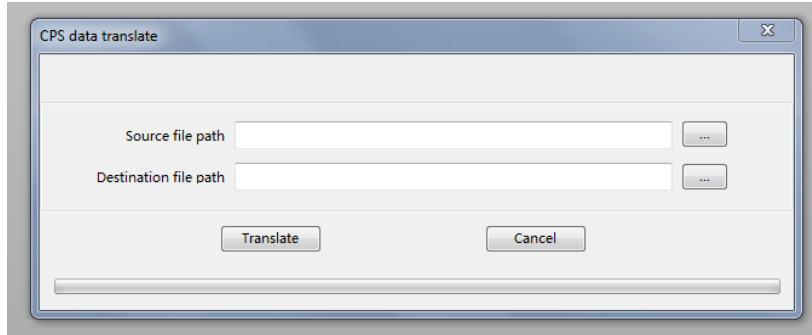 CPS data translate
Source file path
...
Destination file path
...
Translate
Cancel